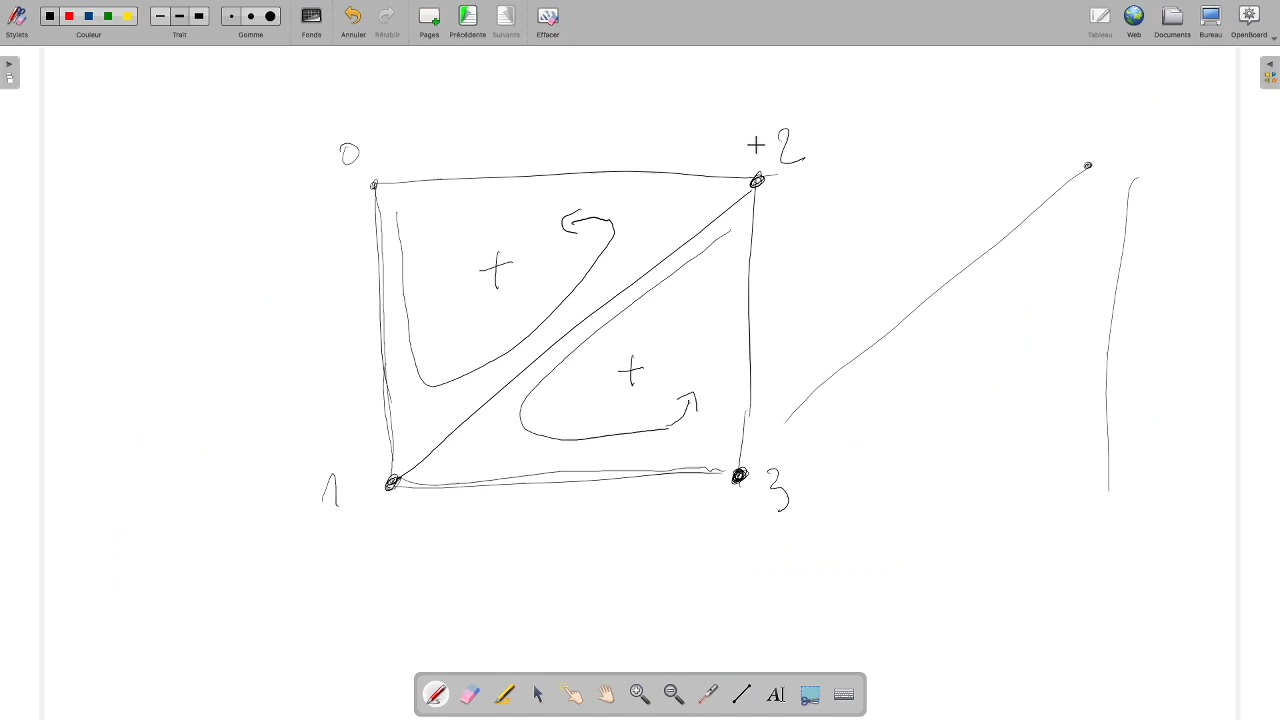 Stylets Couleur Trait Gomme Fonds Annuler Rétablir Pages Précédente Suivante Effacer Tableau Web Documents Bureau OpenBoard
0 2
+
+
1 3